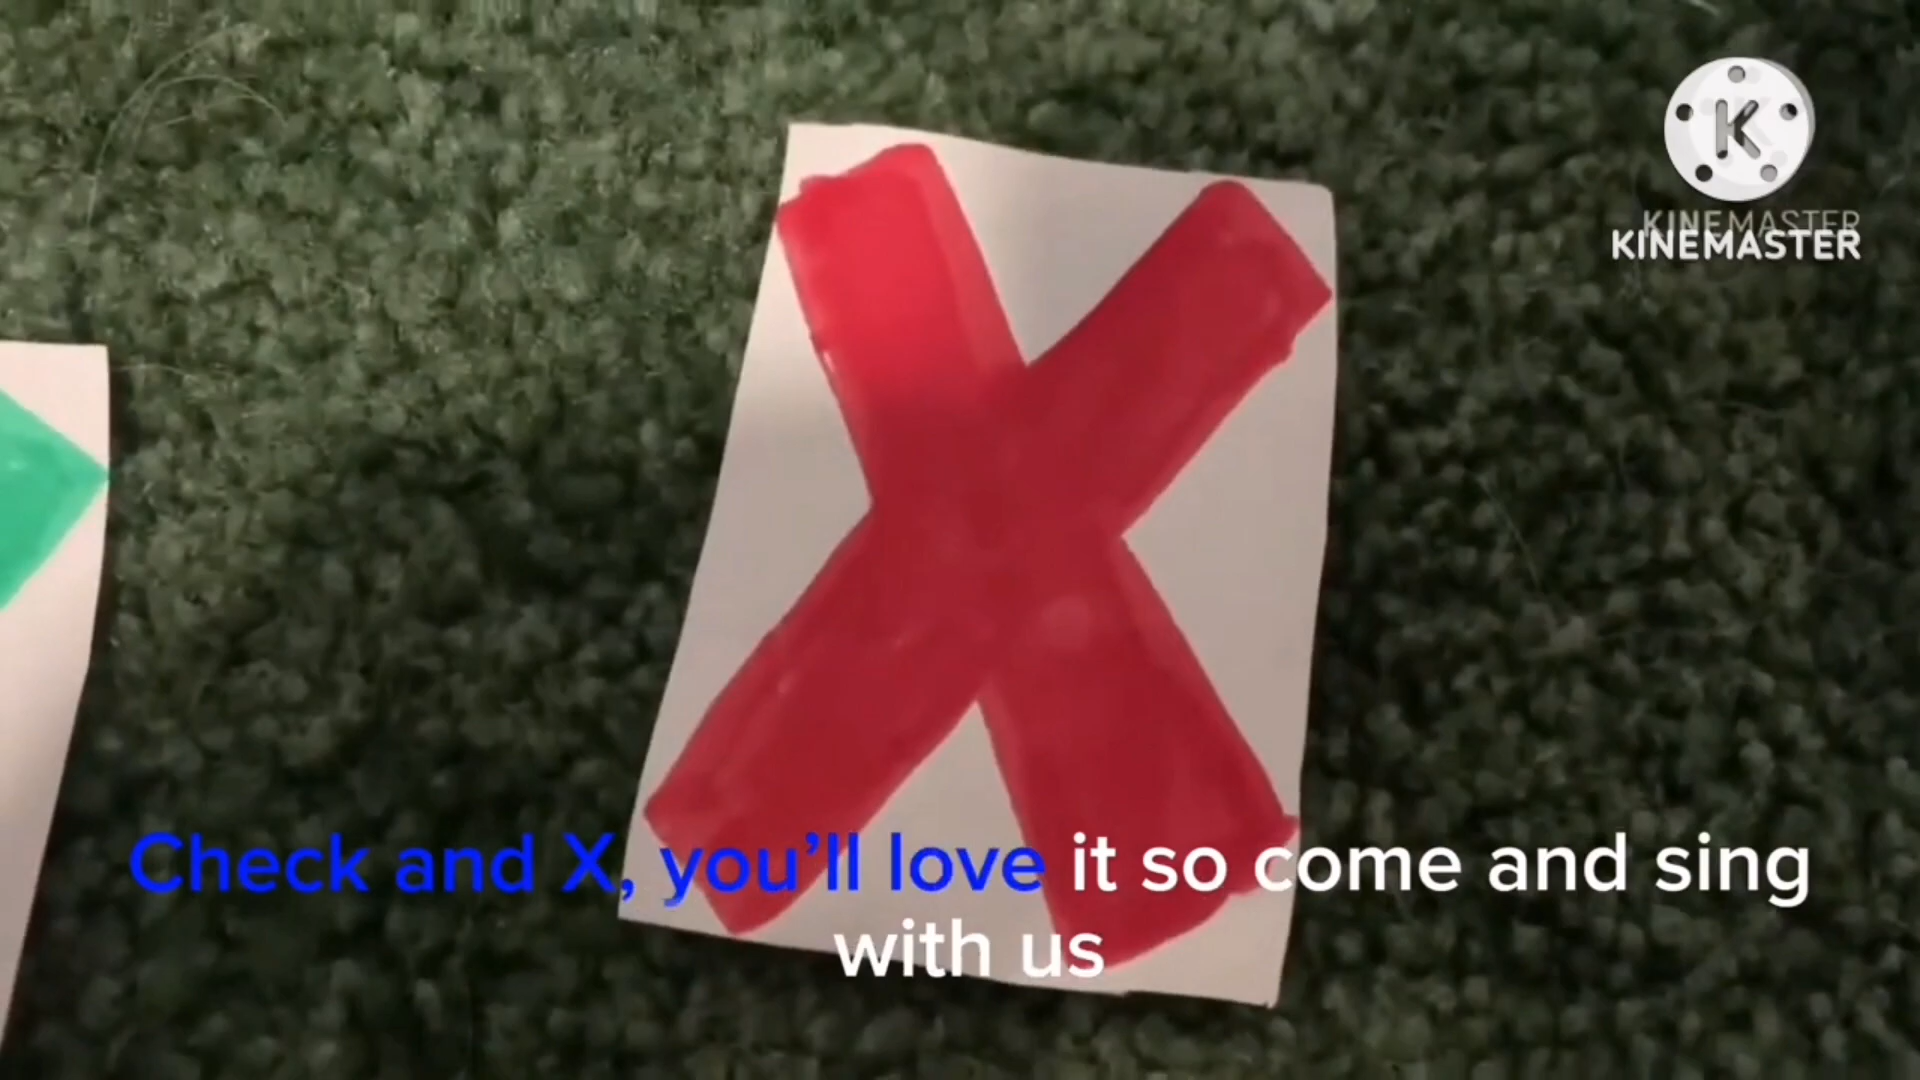 K
KINEMASTER
KINEMASTER
X
Check and X, you'll love it so come and sing
with us